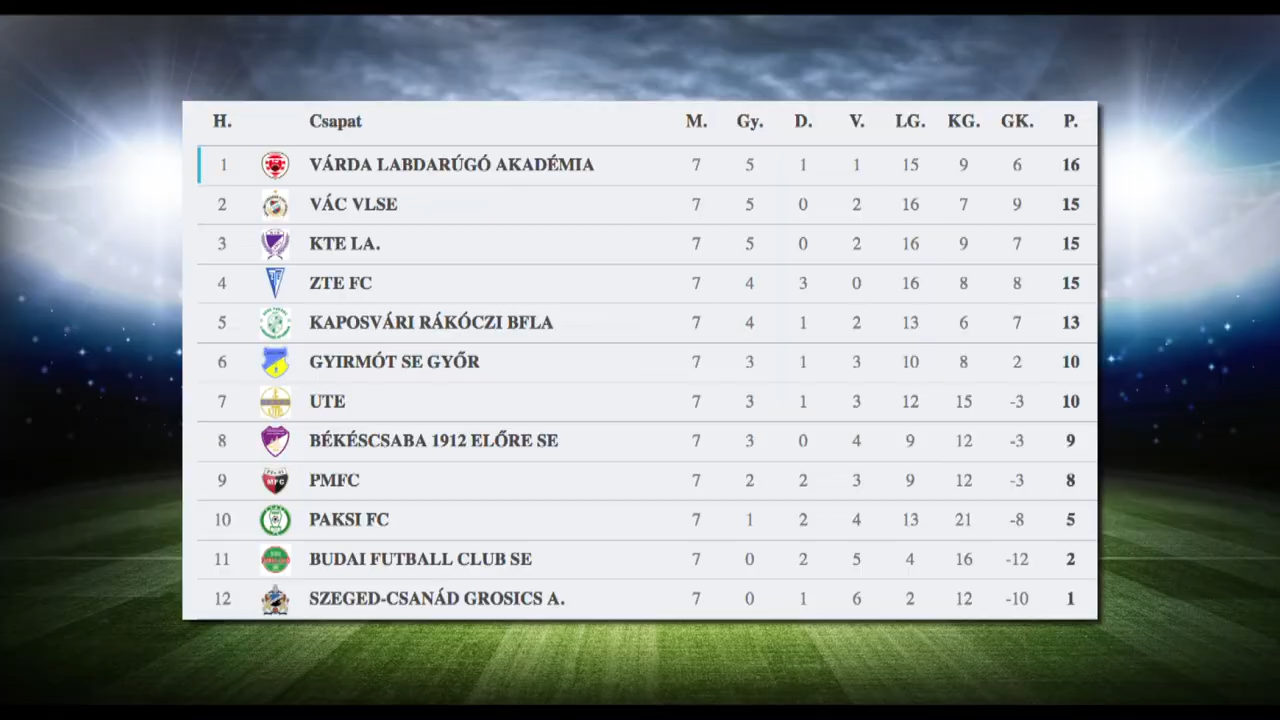 H. Csapat M. Gy. D. V. LG. KG. GK. P.
1 VÁRDA LABDARÚGÓ AKADÉMIA 7 5 1 1 15 9 6 16
2 VÁC VLSE 7 5 0 2 16 7 9 15
3 KTE LA. 7 5 0 2 16 9 7 15
4 ZTE FC 7 4 3 0 16 8 8 15
5 KAPOSVÁRI RÁKÓCZI BFLA 7 4 1 2 13 6 7 13
6 GYIRMÓT SE GYŐR 7 3 1 3 10 8 2 10
7 UTE 7 3 1 3 12 15 -3 10
8 BÉKÉSCSABA 1912 ELŐRE SE 7 3 0 4 9 12 -3 9
9 PMFC 7 2 2 3 9 12 -3 8
10 PAKSI FC 7 1 2 4 13 21 -8 5
11 BUDAI FUTBALL CLUB SE 7 0 2 5 4 16 -12 2
12 SZEGED-CSANÁD GROSICS A. 7 0 1 6 2 12 -10 1